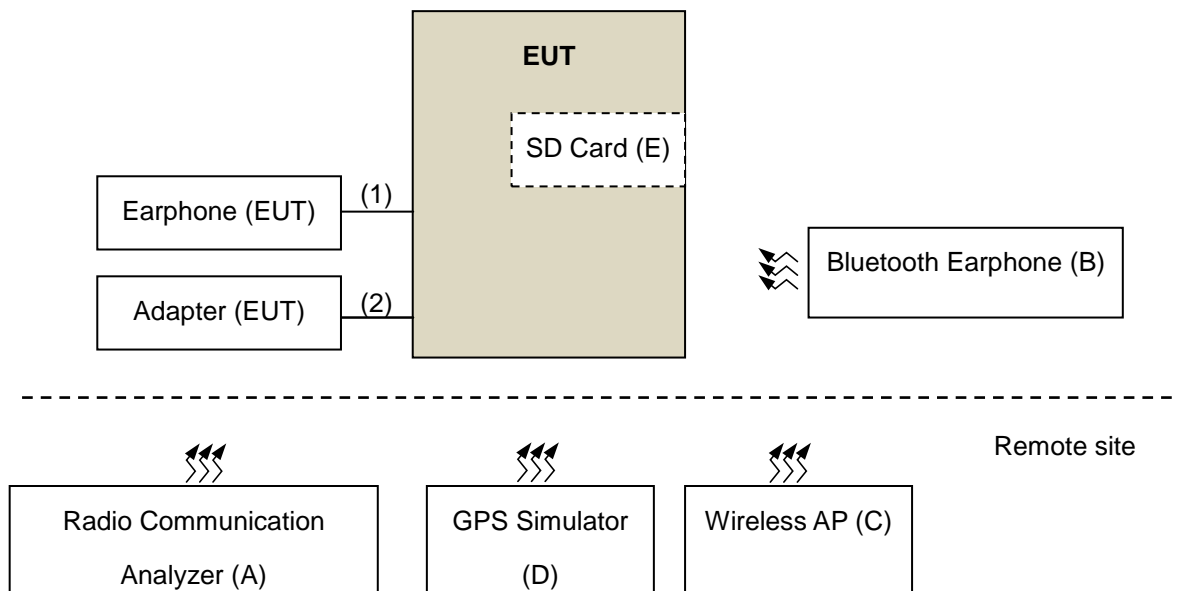 EUT
SD Card (E)
(1)
Earphone (EUT)
Bluetooth Earphone (B)
(2)
Adapter (EUT)
Remote site
Radio Communication
Analyzer (A)
GPS Simulator
(D)
Wireless AP (C)